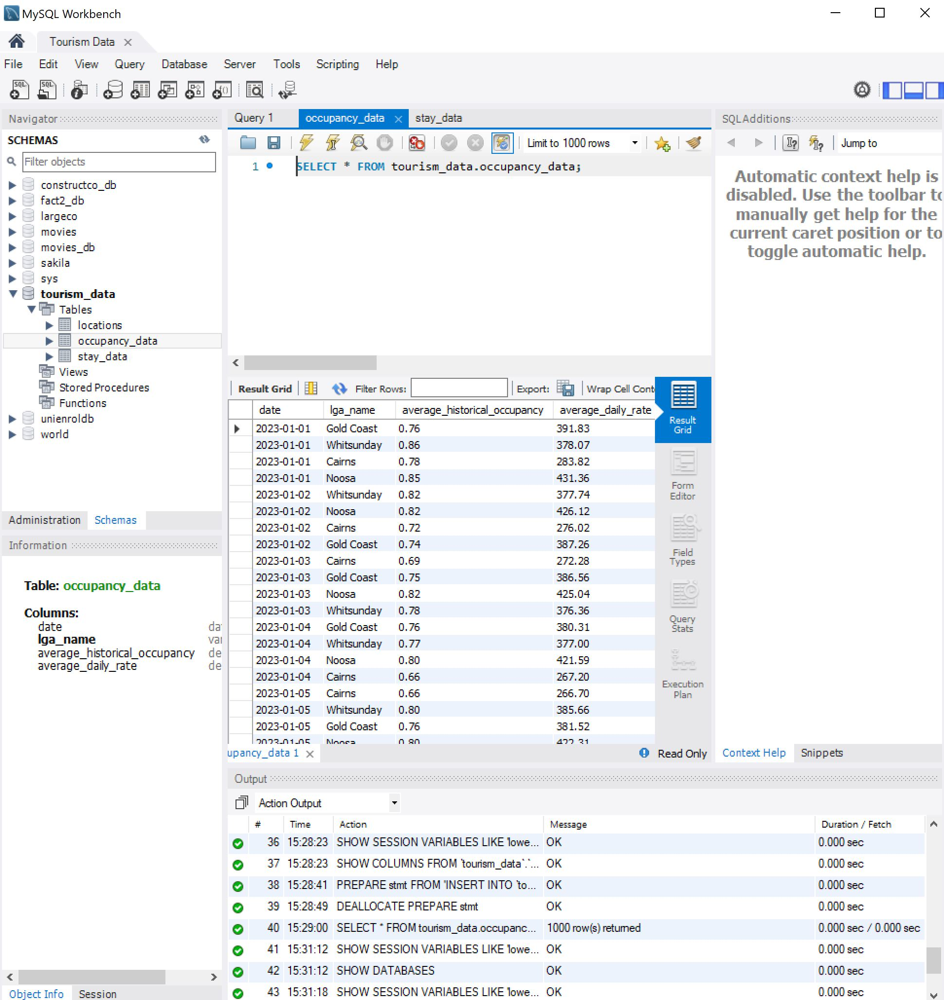 MySQL Workbench
Tourism Data
File Edit View Query Database Server Tools Scripting Help
Navigator
SCHEMAS
Filter objects
constructco_db
fact2_db
largeco
movies
movies_db
sakila
sys
tourism_data
Tables
locations
occupancy_data
stay_data
Views
Stored Procedures
Functions
unienroldb
world
Administration Schemas
Information
Table: occupancy_data
Columns:
date da
lga_name var
average_historical_occupancy de
average_daily_rate de
Object Info Session
Query 1 occupancy_data stay_data
Limit to 1000 rows
1 SELECT * FROM tourism_data.occupancy_data;
Result Grid Filter Rows: Export: Wrap Cell Conte
date lga_name average_historical_occupancy average_daily_rate
2023-01-01 Gold Coast 0.76 391.83
2023-01-01 Whitsunday 0.86 378.07
2023-01-01 Cairns 0.78 283.82
2023-01-01 Noosa 0.85 431.36
2023-01-02 Whitsunday 0.82 377.74
2023-01-02 Noosa 0.82 426.12
2023-01-02 Cairns 0.72 276.02
2023-01-02 Gold Coast 0.74 387.26
2023-01-03 Cairns 0.69 272.28
2023-01-03 Gold Coast 0.75 386.56
2023-01-03 Noosa 0.82 425.04
2023-01-03 Whitsunday 0.78 376.36
2023-01-04 Gold Coast 0.76 380.31
2023-01-04 Whitsunday 0.77 377.00
2023-01-04 Noosa 0.80 421.59
2023-01-04 Cairns 0.66 267.20
2023-01-05 Cairns 0.66 266.70
2023-01-05 Whitsunday 0.80 385.66
2023-01-05 Gold Coast 0.76 381.52
2023-01-05 Noosa 0.80 422.31
Result
Grid
Form
Editor
Field
Types
Query
Stats
Execution
Plan
upancy_data 1 Read Only
SQLAdditions
Jump to
Automatic context help is
disabled. Use the toolbar to
manually get help for the
current caret position or to
toggle automatic help.
Context Help Snippets
Output
Action Output
# Time Action Message Duration / Fetch
36 15:28:23 SHOW SESSION VARIABLES LIKE 'lowe... OK 0.000 sec
37 15:28:23 SHOW COLUMNS FROM `tourism_data`.`... OK 0.000 sec
38 15:28:41 PREPARE stmt FROM 'INSERT INTO `to... OK 0.000 sec
39 15:28:49 DEALLOCATE PREPARE stmt OK 0.000 sec
40 15:29:00 SELECT * FROM tourism_data.occupanc... 1000 row(s) returned 0.000 sec / 0.000 sec
41 15:31:12 SHOW SESSION VARIABLES LIKE 'lowe... OK 0.000 sec
42 15:31:12 SHOW DATABASES OK 0.000 sec
43 15:31:18 SHOW SESSION VARIABLES LIKE 'lowe... OK 0.000 sec